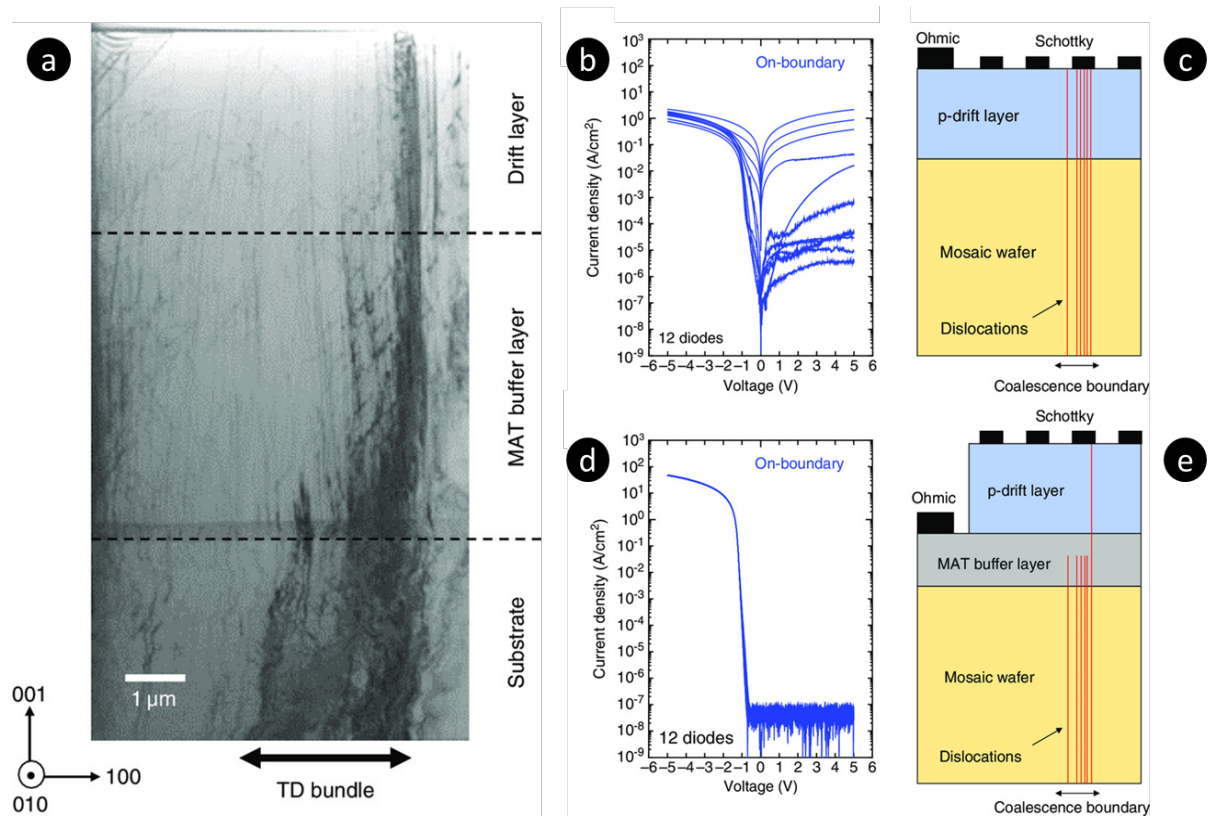 a
Drift layer
MAT buffer layer
Substrate
1 µm
001
100
010
TD bundle
b
On-boundary
Current density (A/cm²)
10³
10²
10¹
10⁰
10⁻¹
10⁻²
10⁻³
10⁻⁴
10⁻⁵
10⁻⁶
10⁻⁷
10⁻⁸
10⁻⁹
12 diodes
−6 −5 −4 −3 −2 −1 0 1 2 3 4 5 6
Voltage (V)
c
Ohmic
Schottky
p-drift layer
Mosaic wafer
Dislocations
Coalescence boundary
d
On-boundary
Current density (A/cm²)
10³
10²
10¹
10⁰
10⁻¹
10⁻²
10⁻³
10⁻⁴
10⁻⁵
10⁻⁶
10⁻⁷
10⁻⁸
10⁻⁹
12 diodes
−6 −5 −4 −3 −2 −1 0 1 2 3 4 5 6
Voltage (V)
e
Schottky
Ohmic
p-drift layer
MAT buffer layer
Mosaic wafer
Dislocations
Coalescence boundary